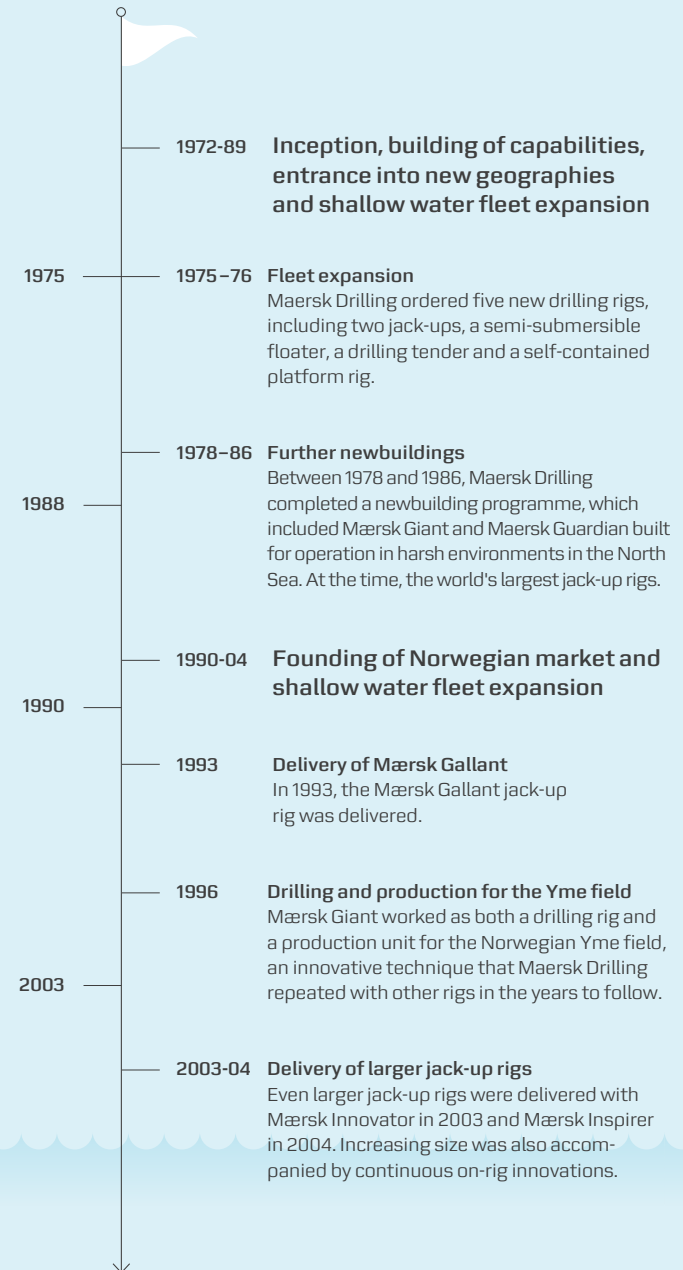 1972-89 Inception, building of capabilities,
entrance into new geographies
and shallow water fleet expansion
1975 1975–76 Fleet expansion
Maersk Drilling ordered five new drilling rigs,
including two jack-ups, a semi-submersible
floater, a drilling tender and a self-contained
platform rig.
1978–86 Further newbuildings
Between 1978 and 1986, Maersk Drilling
1988 completed a newbuilding programme, which
included Mærsk Giant and Maersk Guardian built
for operation in harsh environments in the North
Sea. At the time, the world's largest jack-up rigs.
1990-04 Founding of Norwegian market and
shallow water fleet expansion
1990
1993 Delivery of Mærsk Gallant
In 1993, the Mærsk Gallant jack-up
rig was delivered.
1996 Drilling and production for the Yme field
Mærsk Giant worked as both a drilling rig and
a production unit for the Norwegian Yme field,
an innovative technique that Maersk Drilling
2003 repeated with other rigs in the years to follow.
2003-04 Delivery of larger jack-up rigs
Even larger jack-up rigs were delivered with
Mærsk Innovator in 2003 and Mærsk Inspirer
in 2004. Increasing size was also accom-
panied by continuous on-rig innovations.